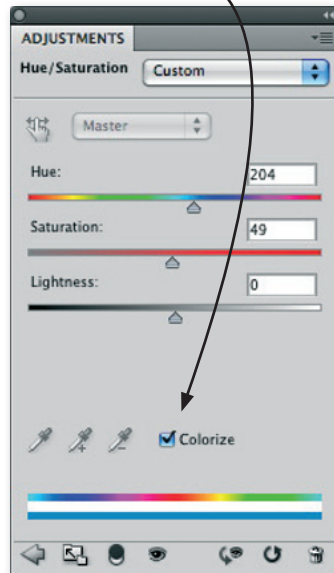 ADJUSTMENTS
Hue/Saturation Custom
Master
Hue: 204
Saturation: 49
Lightness: 0
Colorize